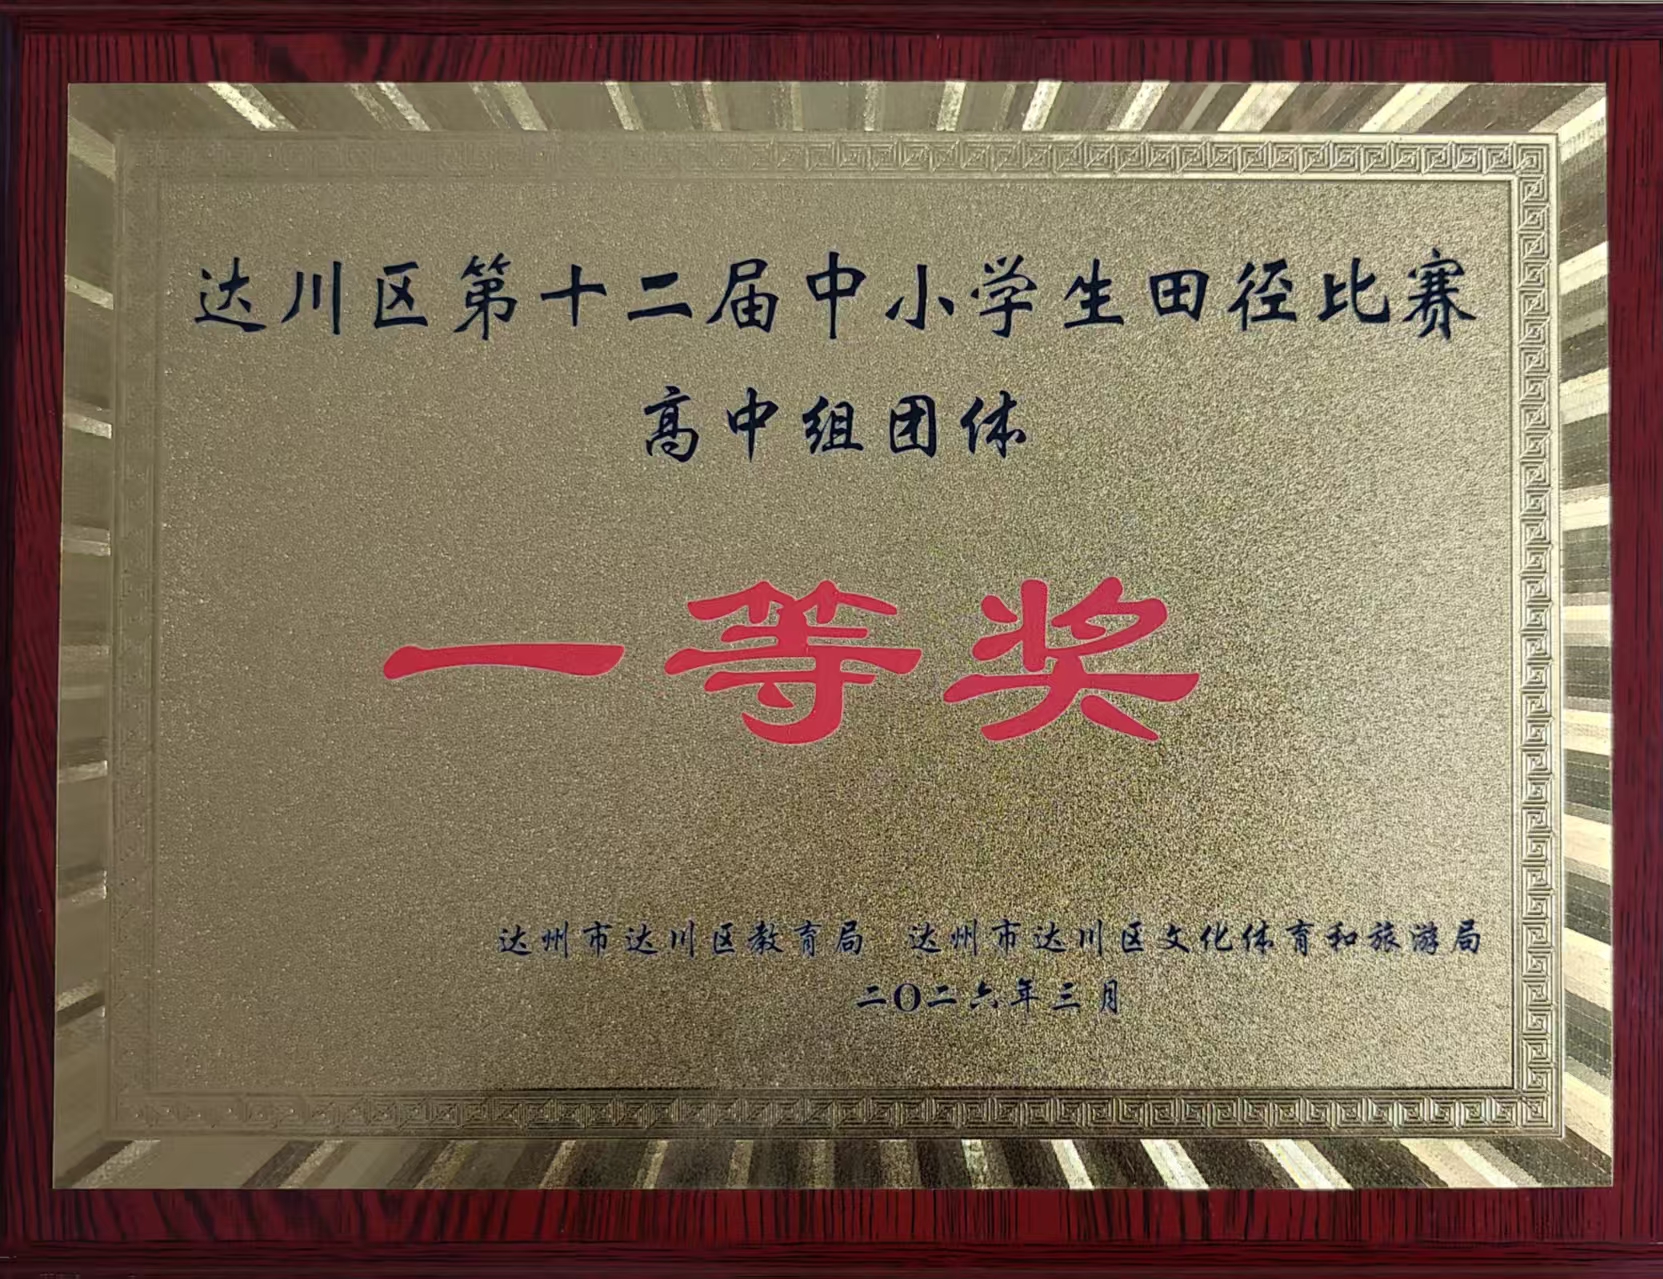 达川区第十二届中小学生田径比赛
高中组团体
一等奖
达州市达川区教育局 达州市达川区文化体育和旅游局
二〇二六年三月